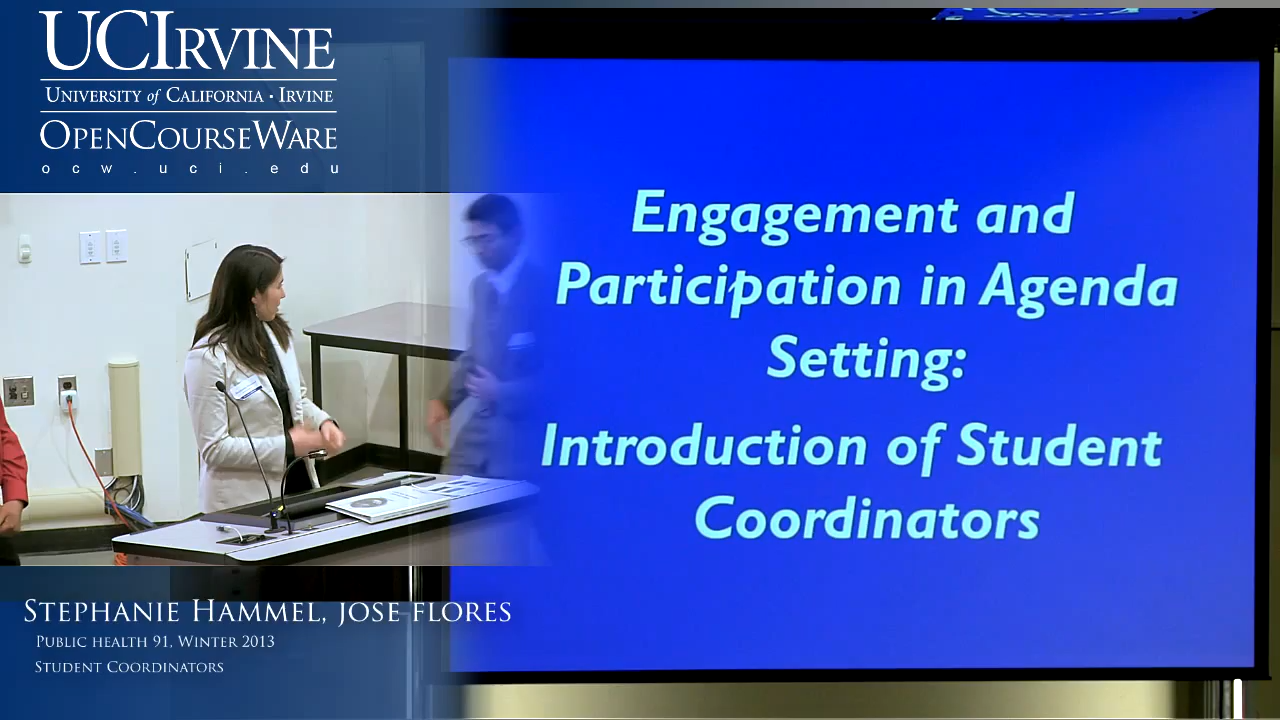 UCIRVINE
UNIVERSITY of CALIFORNIA · IRVINE
OPENCOURSEWARE
ocw.uci.edu
Engagement and
Participation in Agenda
Setting:
Introduction of Student
Coordinators
STEPHANIE HAMMEL, JOSE FLORES
PUBLIC HEALTH 91, WINTER 2013
STUDENT COORDINATORS